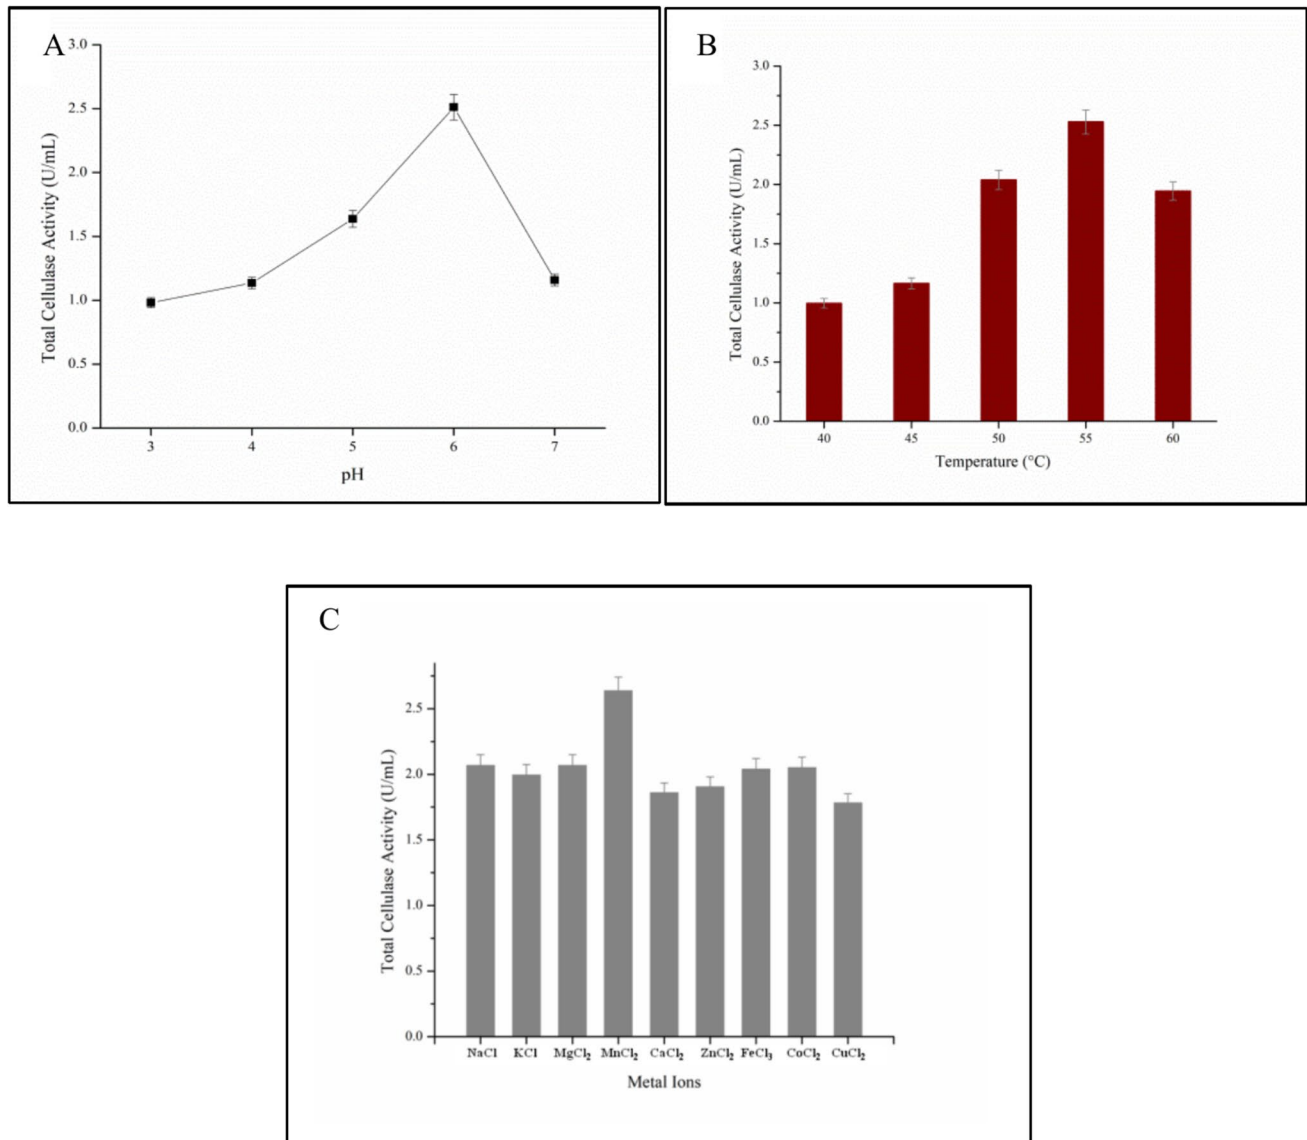 A
3.0
2.5
2.0
1.5
1.0
0.5
0.0
Total Cellulase Activity (U/mL)
3 4 5 6 7
pH
B
3.0
2.5
2.0
1.5
1.0
0.5
0.0
Total Cellulase Activity (U/mL)
40 45 50 55 60
Temperature (°C)
C
2.5
2.0
1.5
1.0
0.5
0.0
Total Cellulase Activity (U/mL)
NaCl KCl MgCl₂ MnCl₂ CaCl₂ ZnCl₂ FeCl₃ CoCl₂ CuCl₂
Metal Ions